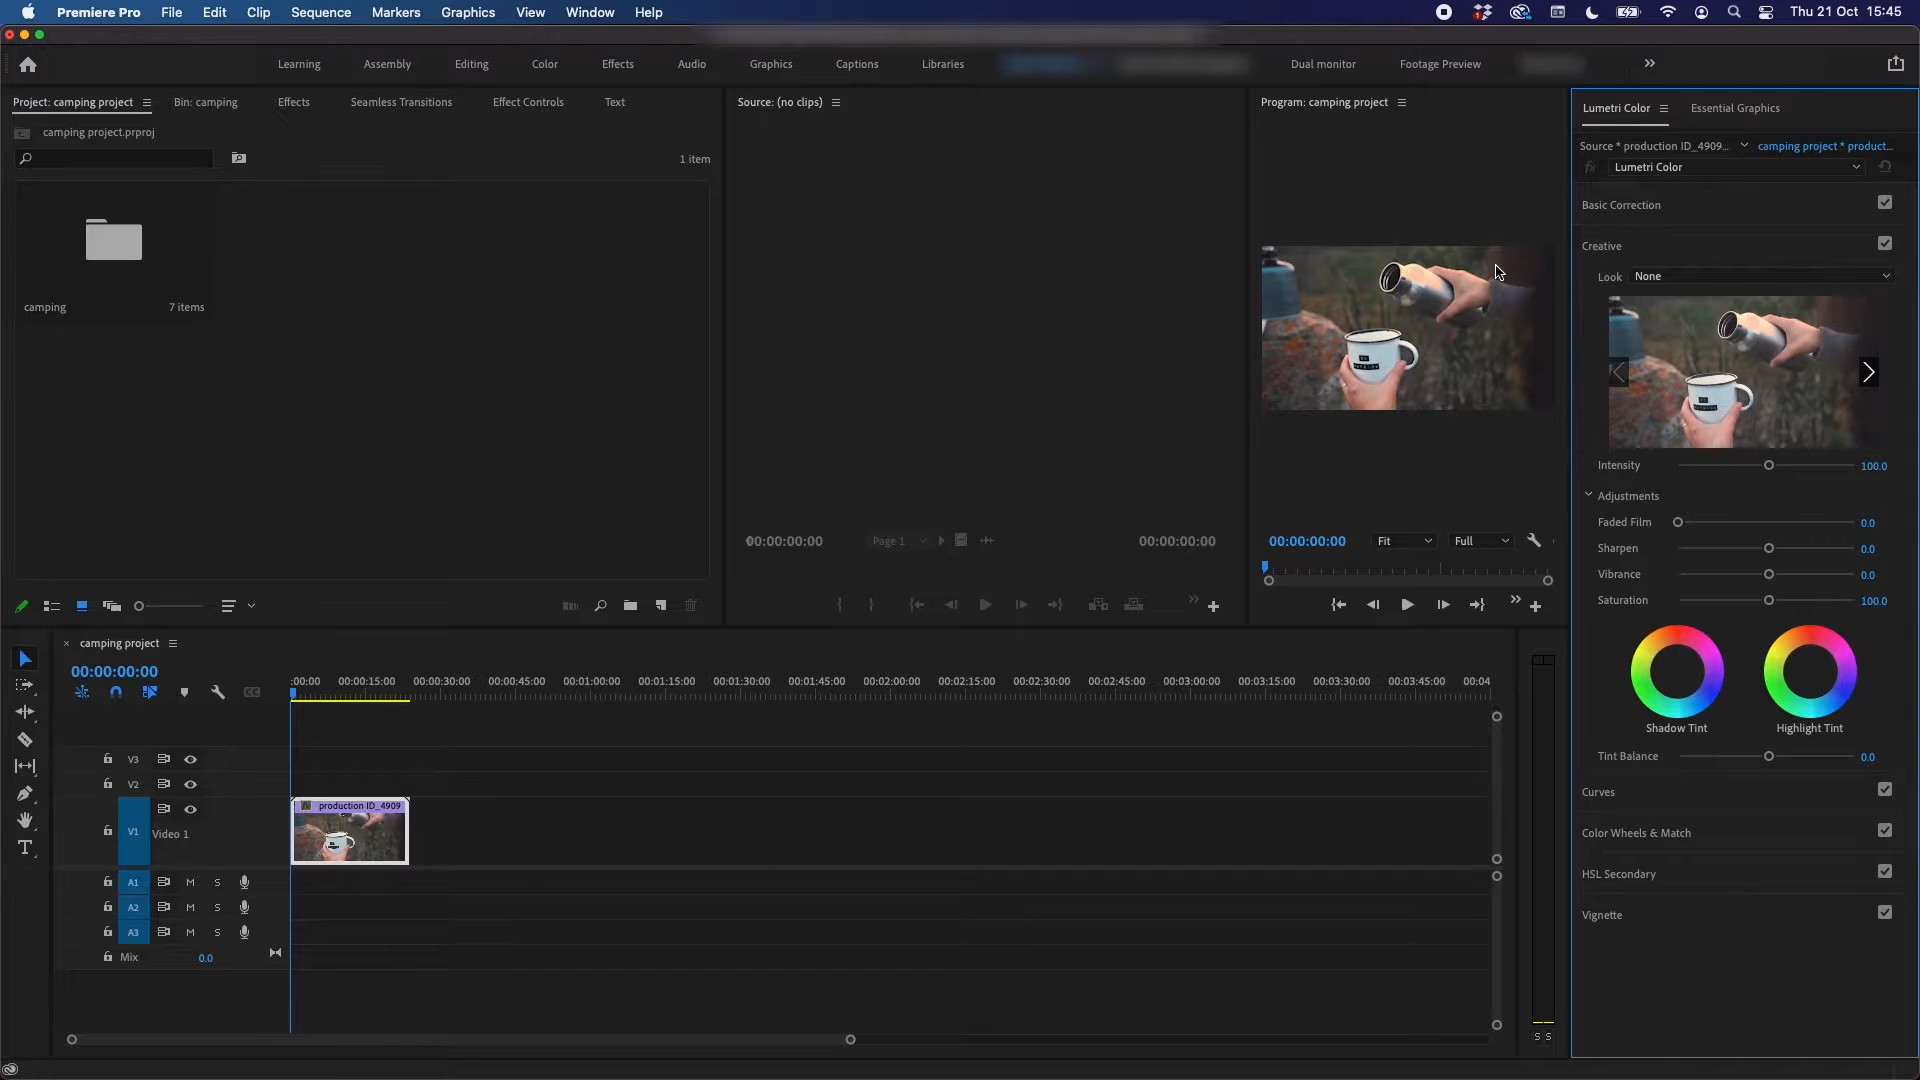 Premiere Pro File Edit Clip Sequence Markers Graphics View Window Help
Thu 21 Oct 15:45
Learning Assembly Editing Color Effects Audio Graphics Captions Libraries
Dual monitor Footage Preview
Project: camping project Bin: camping Effects Seamless Transitions Effect Controls Text
camping project.prproj
1 item
camping 7 items
Source: (no clips)
00:00:00:00 Page 1 00:00:00:00
Program: camping project
00:00:00:00 Fit Full
Lumetri Color Essential Graphics
Source * production ID_4909... camping project * product...
fx Lumetri Color
Basic Correction
Creative
Look None
Intensity 100.0
Adjustments
Faded Film 0.0
Sharpen 0.0
Vibrance 0.0
Saturation 100.0
Shadow Tint Highlight Tint
Tint Balance 0.0
Curves
Color Wheels & Match
HSL Secondary
Vignette
camping project
00:00:00:00
:00:00 00:00:15:00 00:00:30:00 00:00:45:00 00:01:00:00 00:01:15:00 00:01:30:00 00:01:45:00 00:02:00:00 00:02:15:00 00:02:30:00 00:02:45:00 00:03:00:00 00:03:15:00 00:03:30:00 00:03:45:00 00:04
V3
V2
production ID_4909
V1 Video 1
A1 M S
A2 M S
A3 M S
Mix 0.0
S S